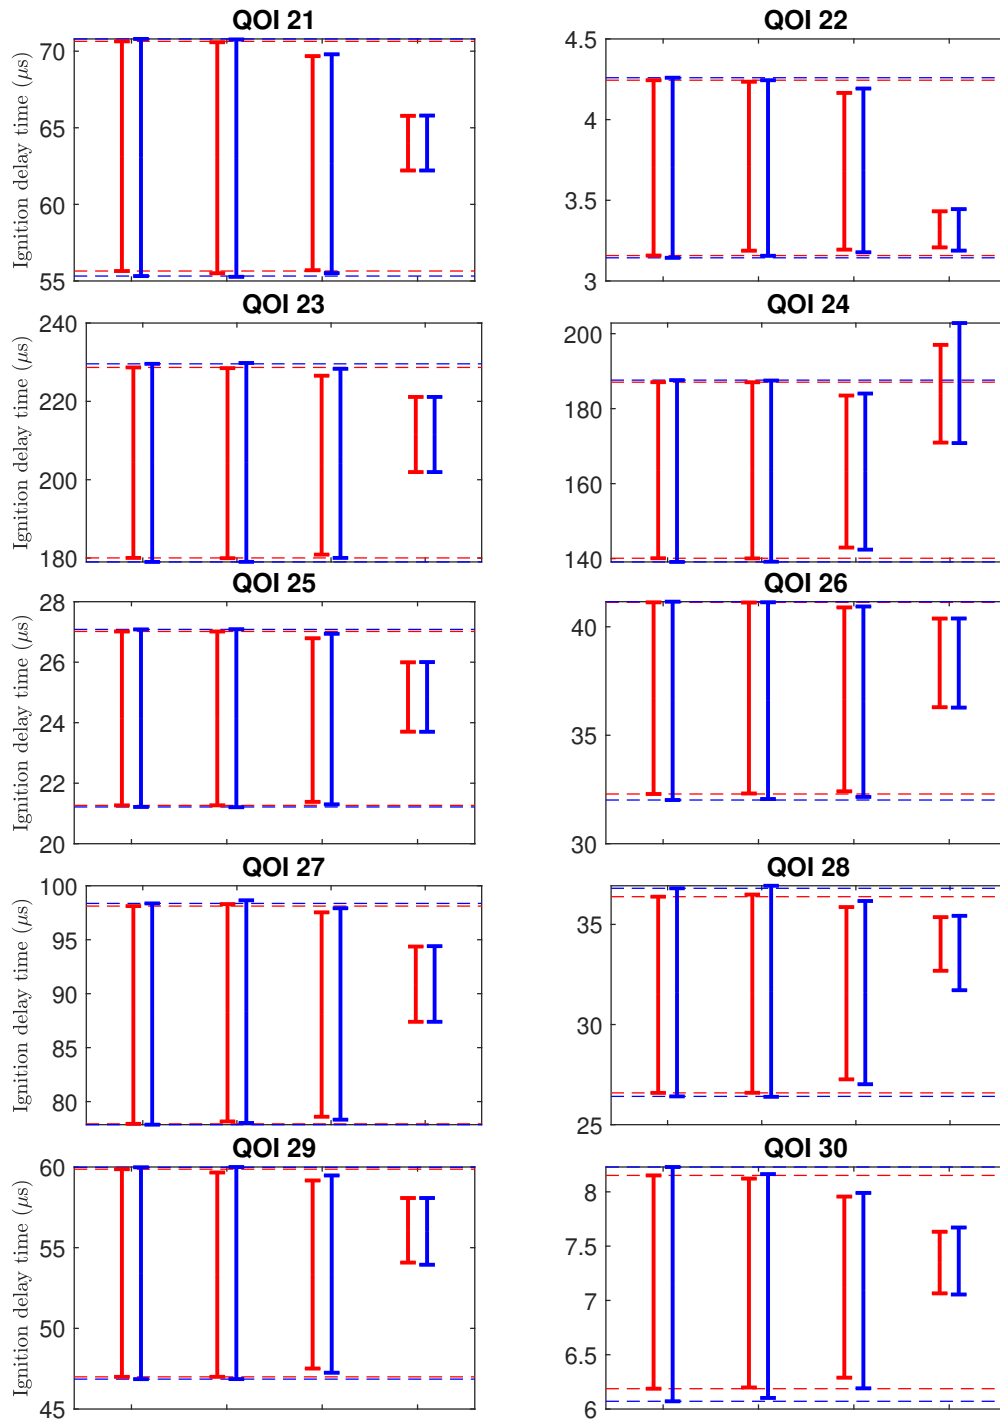 QOI 21
Ignition delay time (μs)
70
65
60
55
QOI 22
4.5
4
3.5
3
QOI 23
Ignition delay time (μs)
240
220
200
180
QOI 24
200
180
160
140
QOI 25
Ignition delay time (μs)
28
26
24
22
20
QOI 26
40
35
30
QOI 27
Ignition delay time (μs)
100
95
90
85
80
QOI 28
35
30
25
QOI 29
Ignition delay time (μs)
60
55
50
45
QOI 30
8
7.5
7
6.5
6